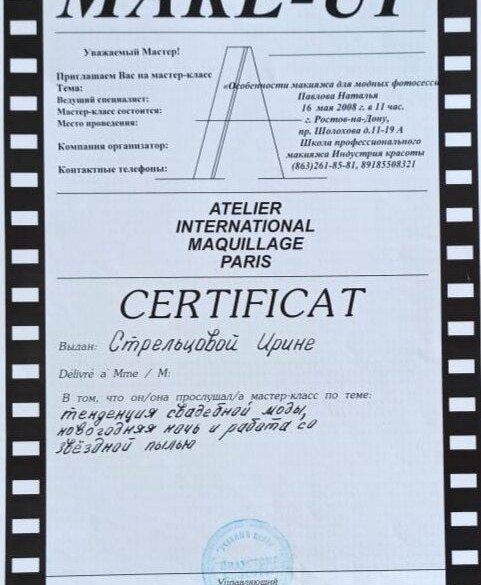 MAKE-UP
Уважаемый Мастер!
Приглашаем Вас на мастер-класс
Тема: «Особенности макияжа для модных фотосесси
Ведущий специалист: Павлова Наталья
Мастер-класс состоится: 16 мая 2008 г. в 11 час.
Место проведения: г. Ростов-на-Дону,
пр. Шолохова д.11-19 А
Компания организатор: Школа профессионального
макияжа Индустрия красоты
Контактные телефоны: (863)261-85-81, 89185508321
ATELIER
INTERNATIONAL
MAQUILLAGE
PARIS
CERTIFICAT
Выдан: Стрельцовой Ирине
Délivré à Mme / M:
В том, что он/она прослушал/а мастер-класс по теме:
тенденция свадебной моды,
новогодняя ночь и работа со
звёздной пылью
Управляющий